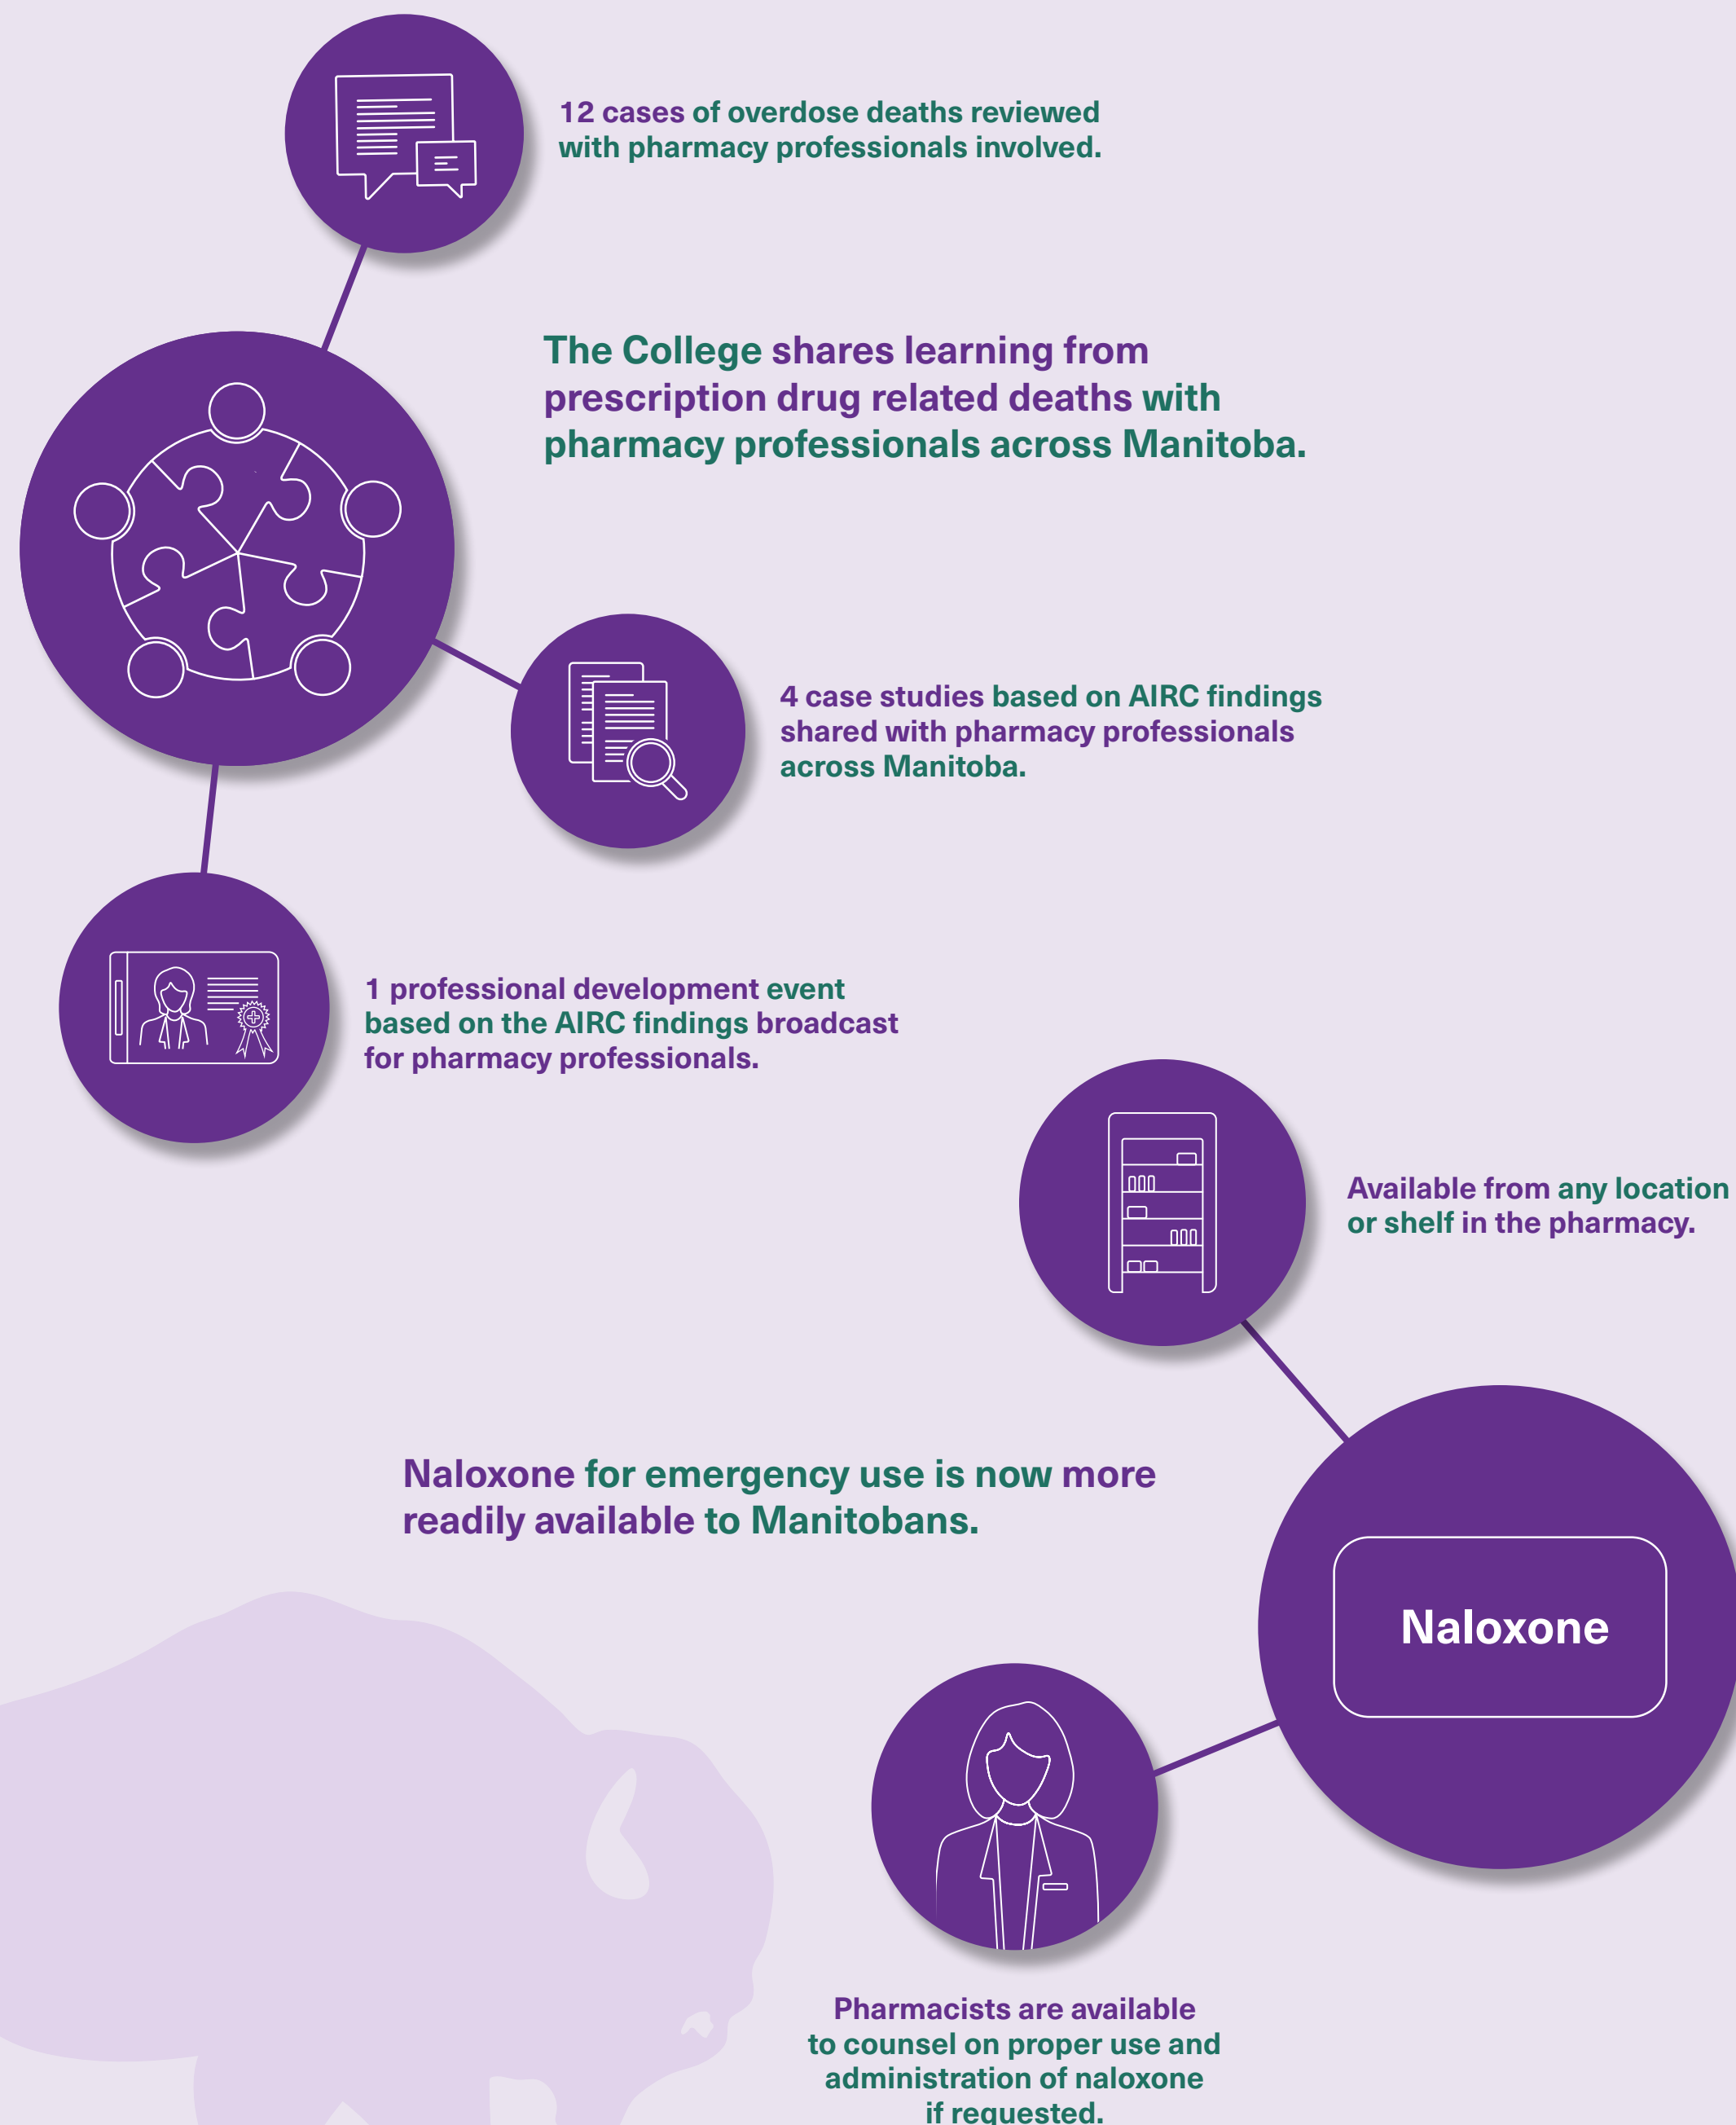 12 cases of overdose deaths reviewed
with pharmacy professionals involved.
The College shares learning from
prescription drug related deaths with
pharmacy professionals across Manitoba.
4 case studies based on AIRC findings
shared with pharmacy professionals
across Manitoba.
1 professional development event
based on the AIRC findings broadcast
for pharmacy professionals.
Available from any location
or shelf in the pharmacy.
Naloxone for emergency use is now more
readily available to Manitobans.
Naloxone
Pharmacists are available
to counsel on proper use and
administration of naloxone
if requested.